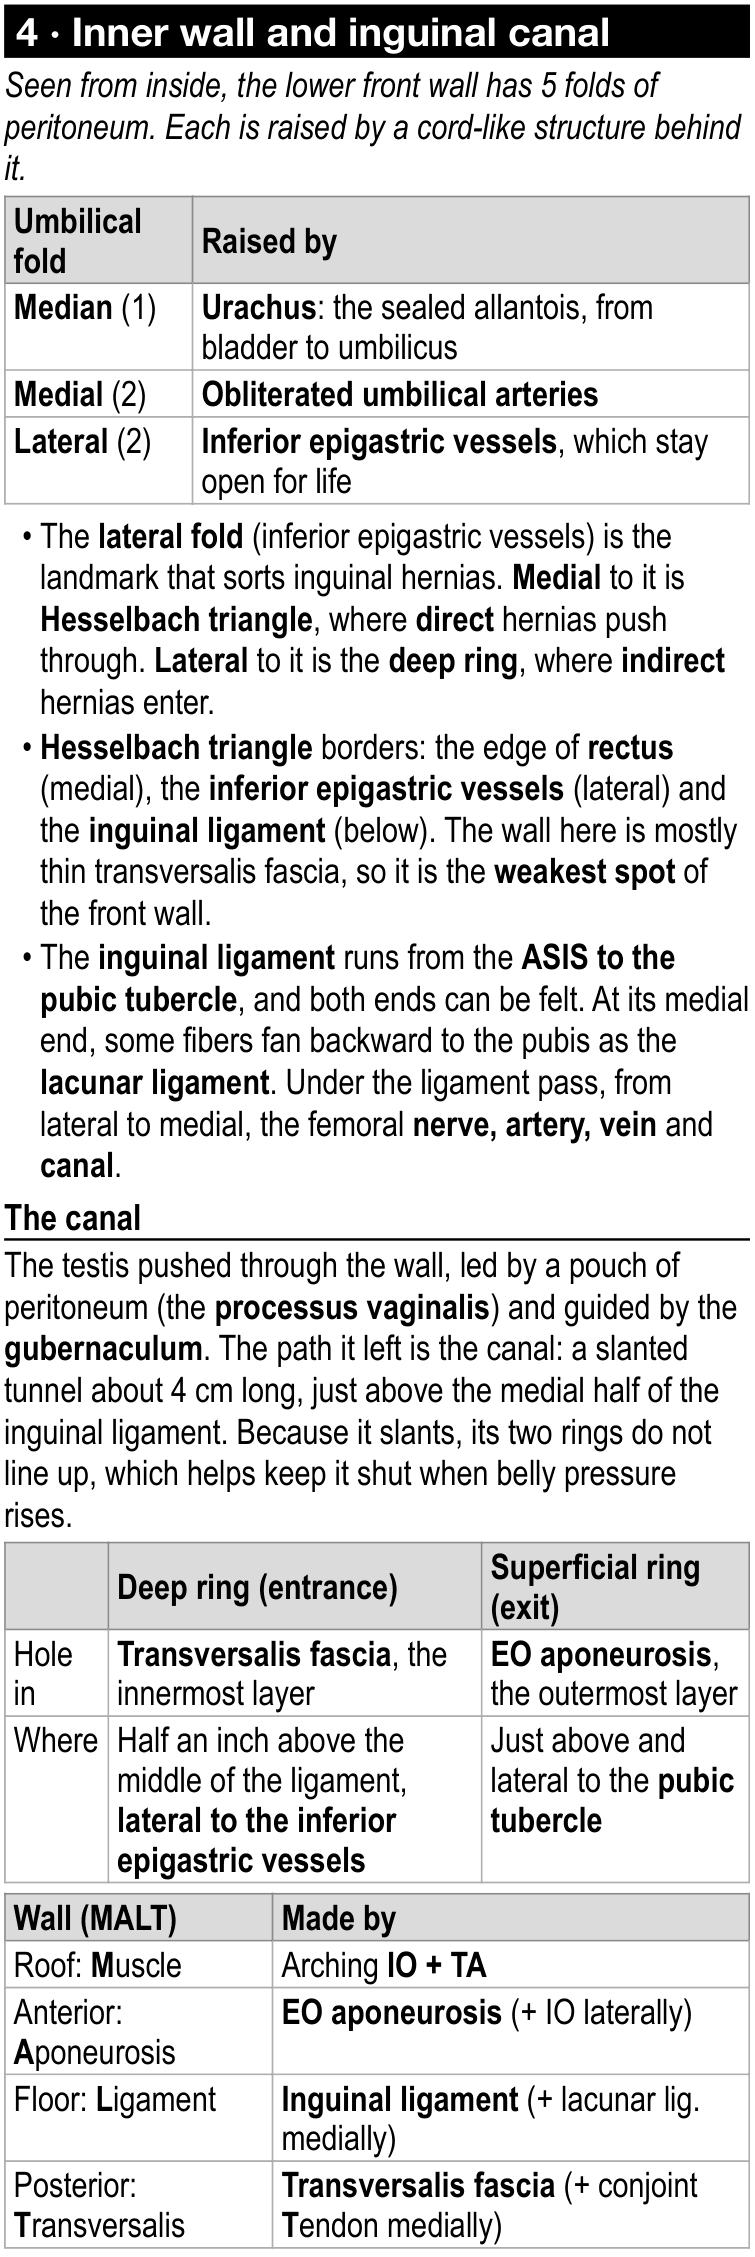 4 · Inner wall and inguinal canal
Seen from inside, the lower front wall has 5 folds of
peritoneum. Each is raised by a cord-like structure behind
it.
Umbilical
fold
Raised by
Median (1)
Urachus: the sealed allantois, from
bladder to umbilicus
Medial (2)
Obliterated umbilical arteries
Lateral (2)
Inferior epigastric vessels, which stay
open for life
• The lateral fold (inferior epigastric vessels) is the
landmark that sorts inguinal hernias. Medial to it is
Hesselbach triangle, where direct hernias push
through. Lateral to it is the deep ring, where indirect
hernias enter.
• Hesselbach triangle borders: the edge of rectus
(medial), the inferior epigastric vessels (lateral) and
the inguinal ligament (below). The wall here is mostly
thin transversalis fascia, so it is the weakest spot of
the front wall.
• The inguinal ligament runs from the ASIS to the
pubic tubercle, and both ends can be felt. At its medial
end, some fibers fan backward to the pubis as the
lacunar ligament. Under the ligament pass, from
lateral to medial, the femoral nerve, artery, vein and
canal.
The canal
The testis pushed through the wall, led by a pouch of
peritoneum (the processus vaginalis) and guided by the
gubernaculum. The path it left is the canal: a slanted
tunnel about 4 cm long, just above the medial half of the
inguinal ligament. Because it slants, its two rings do not
line up, which helps keep it shut when belly pressure
rises.
Deep ring (entrance)
Superficial ring
(exit)
Hole
in
Transversalis fascia, the
innermost layer
EO aponeurosis,
the outermost layer
Where
Half an inch above the
middle of the ligament,
lateral to the inferior
epigastric vessels
Just above and
lateral to the pubic
tubercle
Wall (MALT)
Made by
Roof: Muscle
Arching IO + TA
Anterior:
Aponeurosis
EO aponeurosis (+ IO laterally)
Floor: Ligament
Inguinal ligament (+ lacunar lig.
medially)
Posterior:
Transversalis
Transversalis fascia (+ conjoint
Tendon medially)